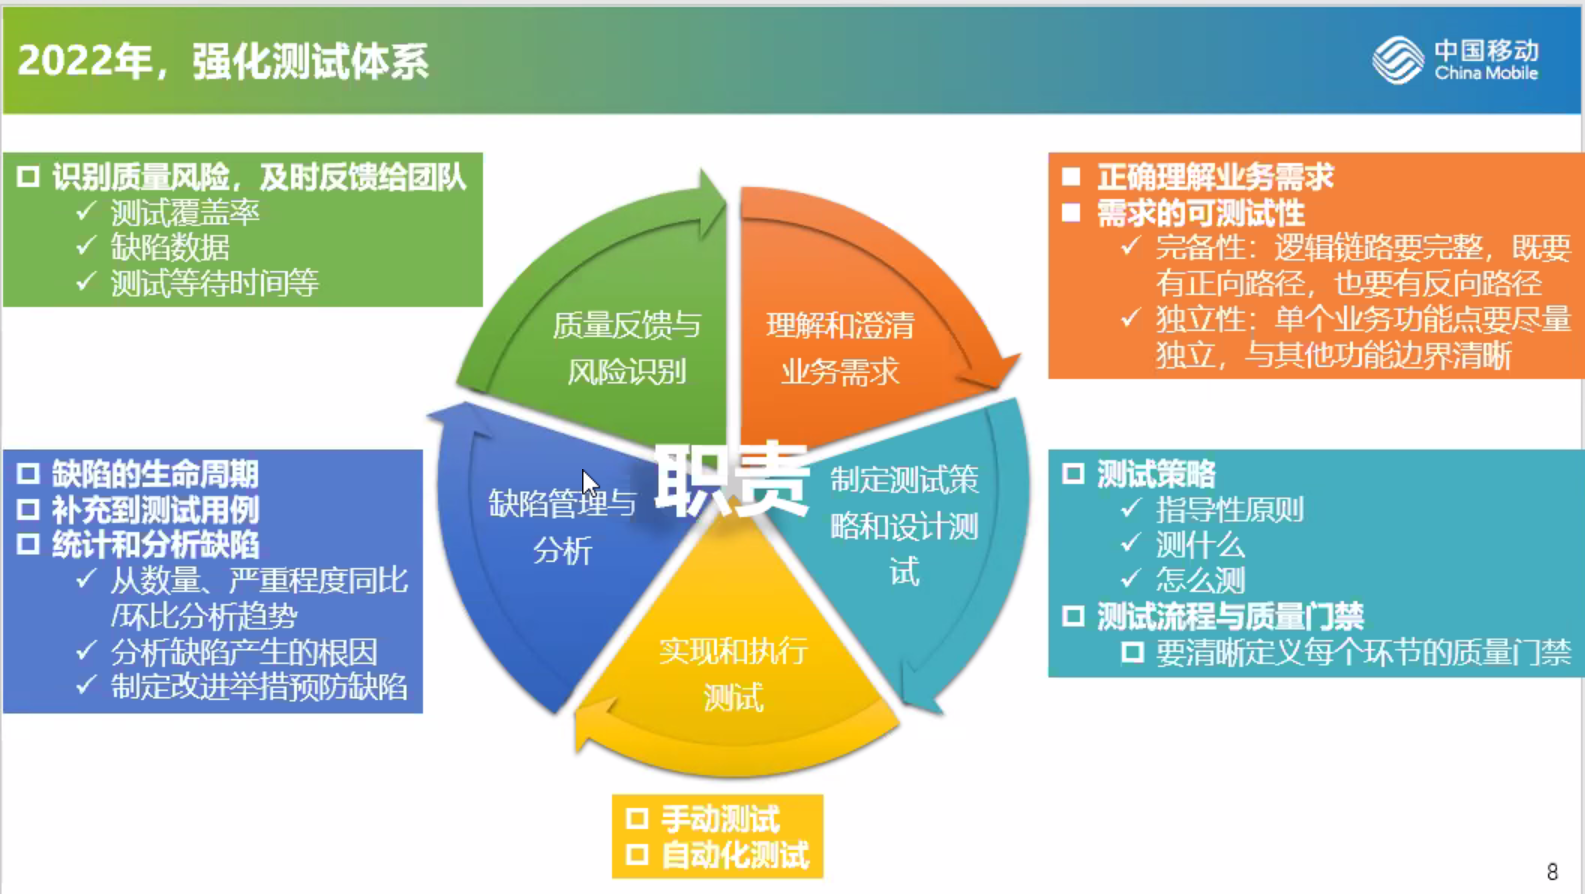 2022年，强化测试体系
中国移动
China Mobile
识别质量风险，及时反馈给团队
测试覆盖率
缺陷数据
测试等待时间等
正确理解业务需求
需求的可测试性
完备性：逻辑链路要完整，既要
有正向路径，也要有反向路径
独立性：单个业务功能点要尽量
独立，与其他功能边界清晰
质量反馈与
风险识别
理解和澄清
业务需求
职责
缺陷管理与
分析
制定测试策
略和设计测
试
实现和执行
测试
缺陷的生命周期
补充到测试用例
统计和分析缺陷
从数量、严重程度同比
/环比分析趋势
分析缺陷产生的根因
制定改进举措预防缺陷
测试策略
指导性原则
测什么
怎么测
测试流程与质量门禁
要清晰定义每个环节的质量门禁
手动测试
自动化测试
8